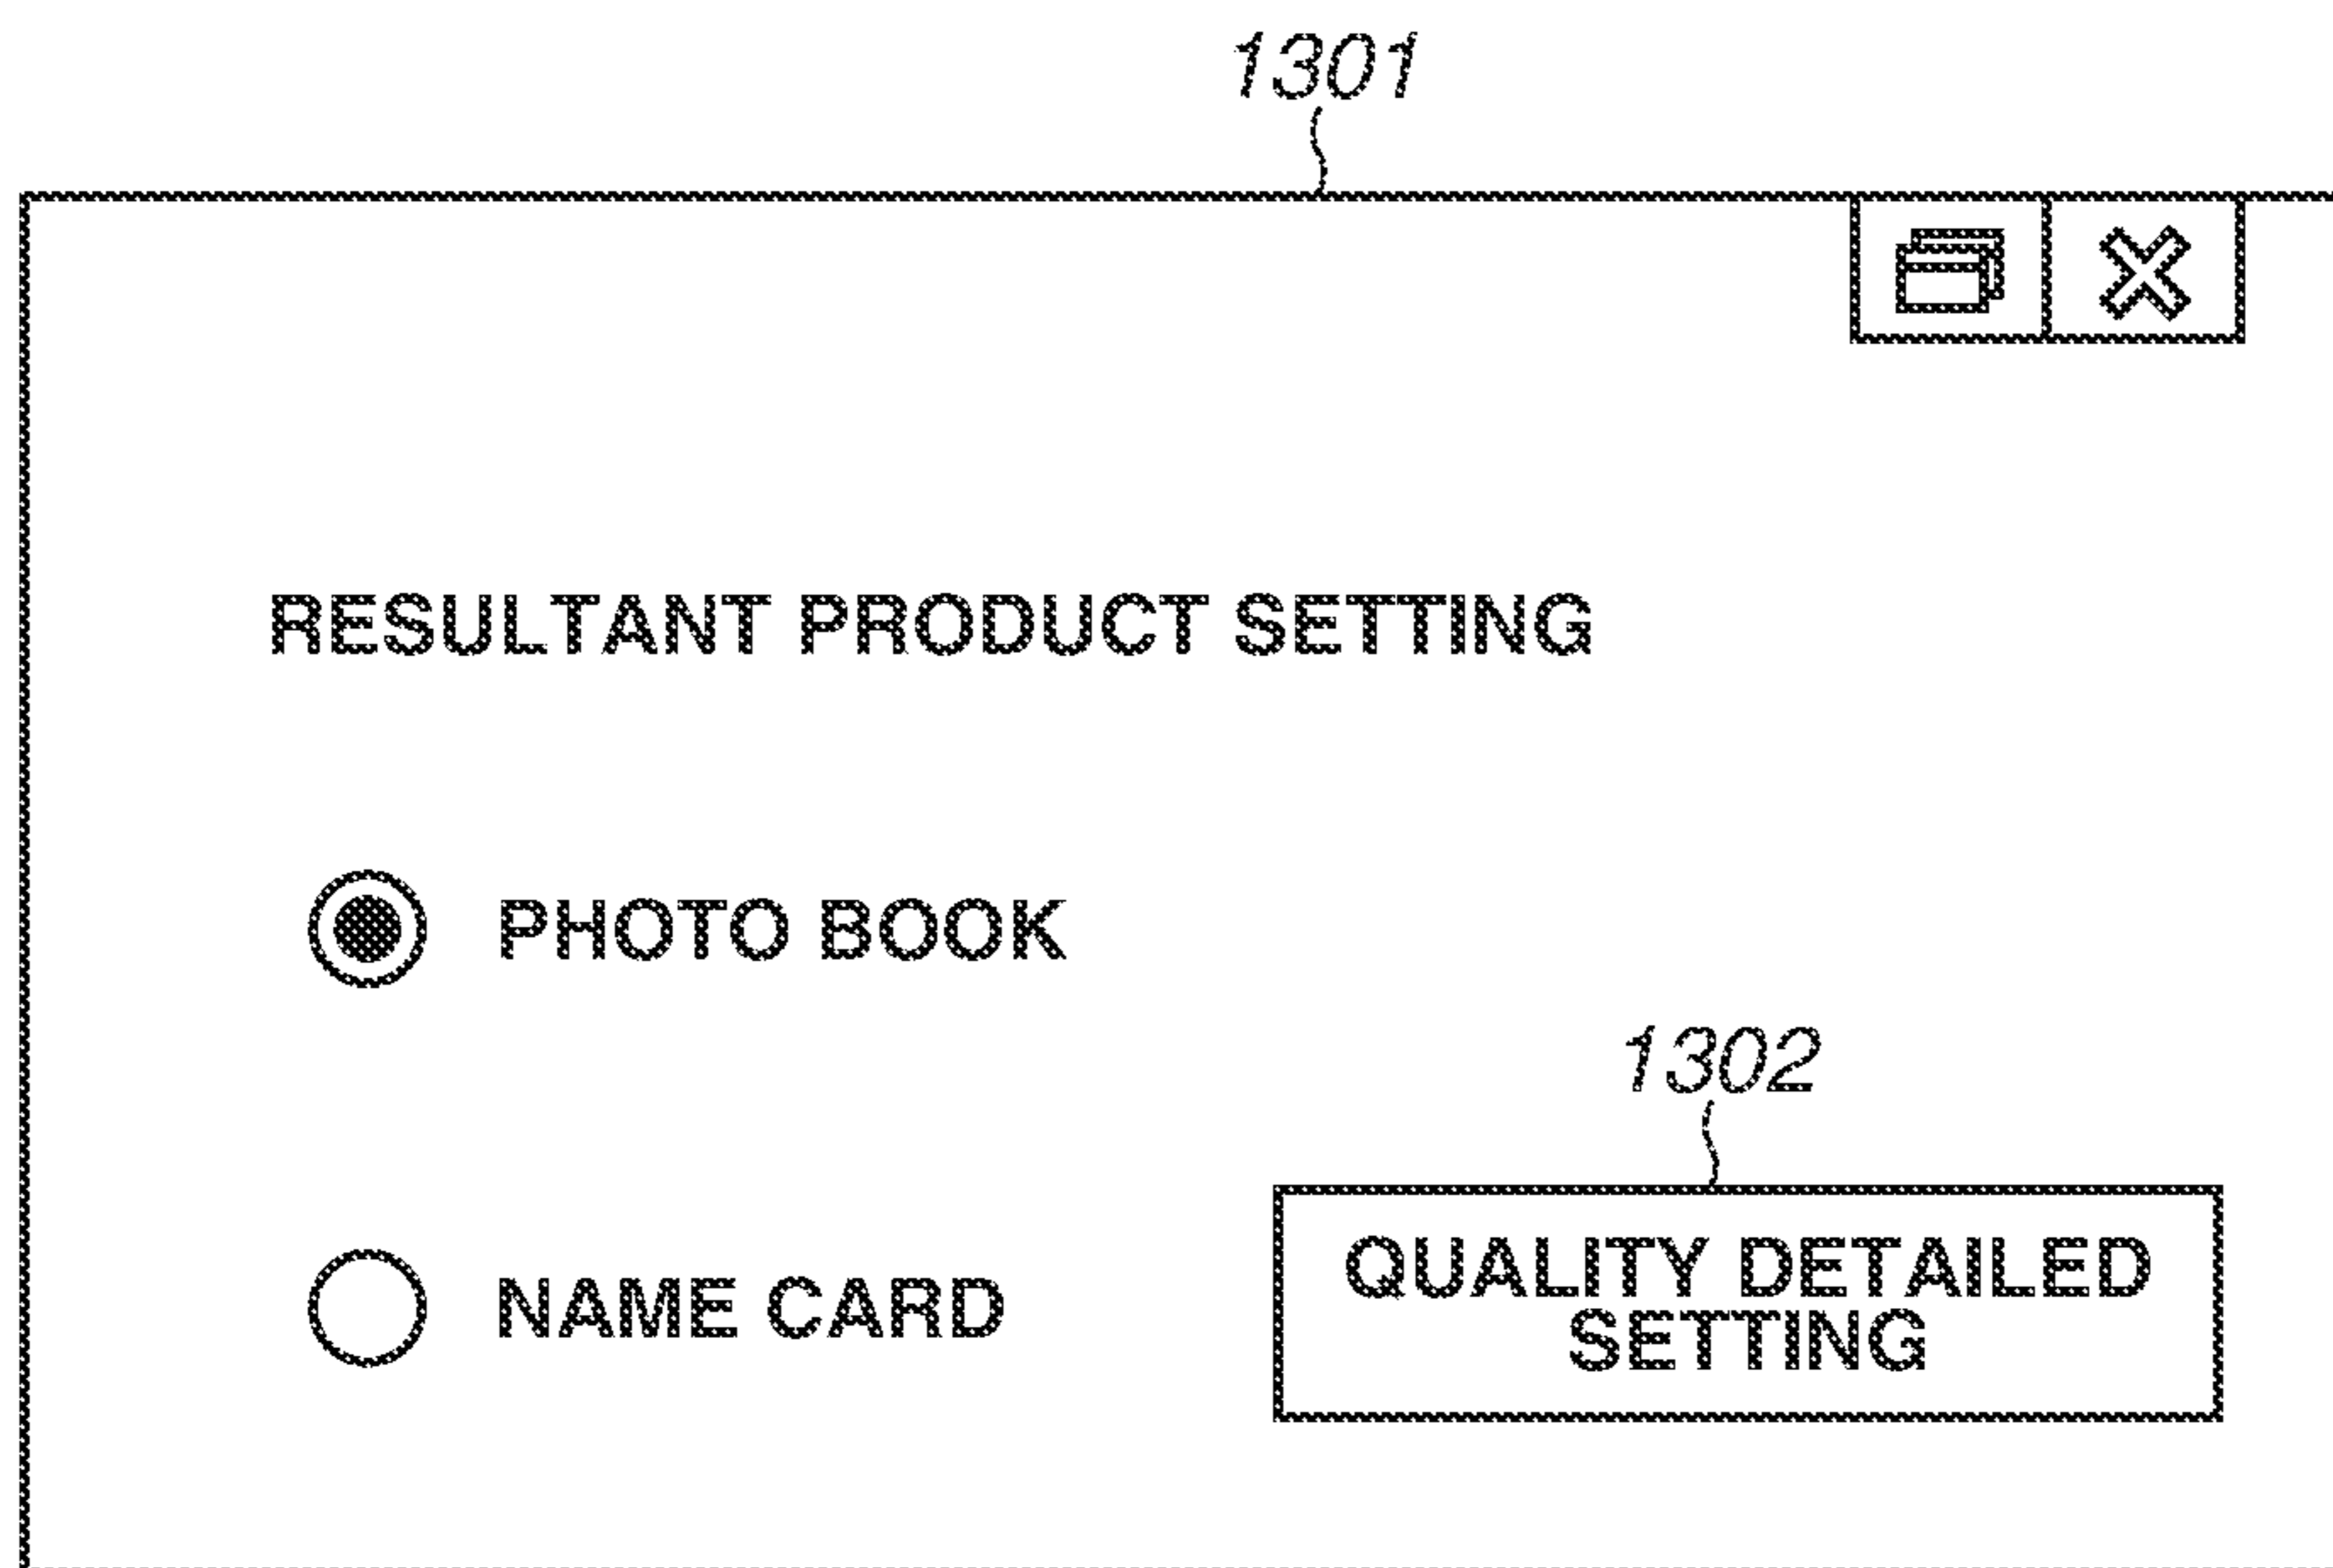 1301
RESULTANT PRODUCT SETTING
PHOTO BOOK
1302
NAME CARD
QUALITY DETAILED
SETTING